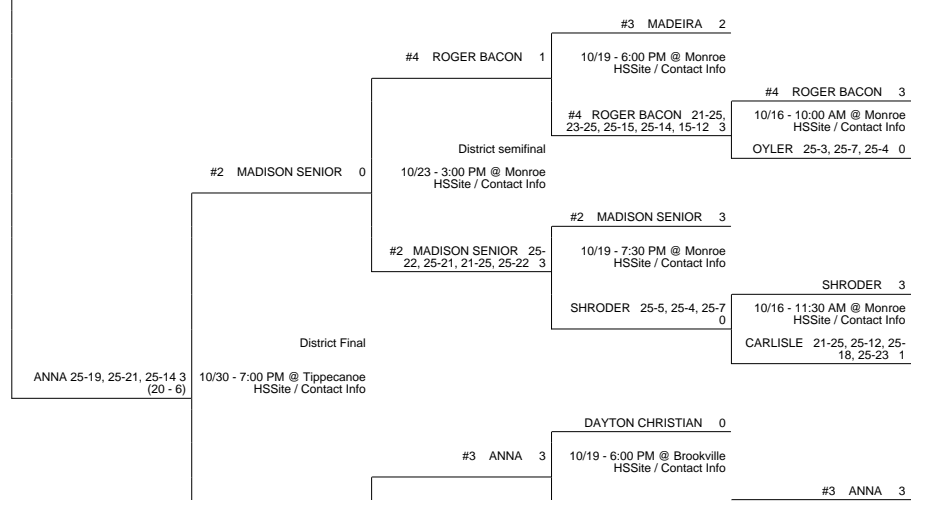 #3 MADEIRA 2
#4 ROGER BACON 1
10/19 - 6:00 PM @ Monroe
HSSite / Contact Info
#4 ROGER BACON 3
#4 ROGER BACON 21-25,
23-25, 25-15, 25-14, 15-12 3
10/16 - 10:00 AM @ Monroe
HSSite / Contact Info
District semifinal
OYLER 25-3, 25-7, 25-4 0
#2 MADISON SENIOR 0
10/23 - 3:00 PM @ Monroe
HSSite / Contact Info
#2 MADISON SENIOR 3
#2 MADISON SENIOR 25-
22, 25-21, 21-25, 25-22 3
10/19 - 7:30 PM @ Monroe
HSSite / Contact Info
SHRODER 3
SHRODER 25-5, 25-4, 25-7
0
10/16 - 11:30 AM @ Monroe
HSSite / Contact Info
District Final
CARLISLE 21-25, 25-12, 25-
18, 25-23 1
ANNA 25-19, 25-21, 25-14 3
(20 - 6)
10/30 - 7:00 PM @ Tippecanoe
HSSite / Contact Info
DAYTON CHRISTIAN 0
#3 ANNA 3
10/19 - 6:00 PM @ Brookville
HSSite / Contact Info
#3 ANNA 3